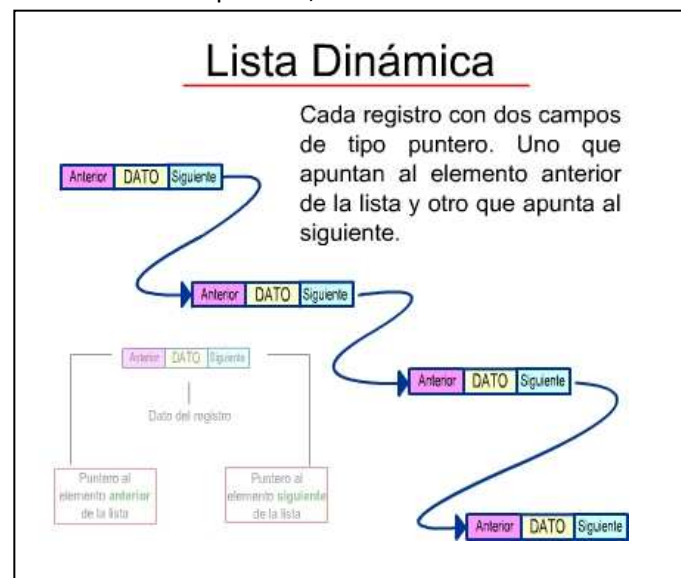 Lista Dinámica
Cada registro con dos campos
de tipo puntero. Uno que
apuntan al elemento anterior
de la lista y otro que apunta al
siguiente.
Anterior DATO Siguiente
Anterior DATO Siguiente
Anterior DATO Siguiente
Dato del registro
Anterior DATO Siguiente
Puntero al
elemento anterior
de la lista
Puntero al
elemento siguiente
de la lista
Anterior DATO Siguiente